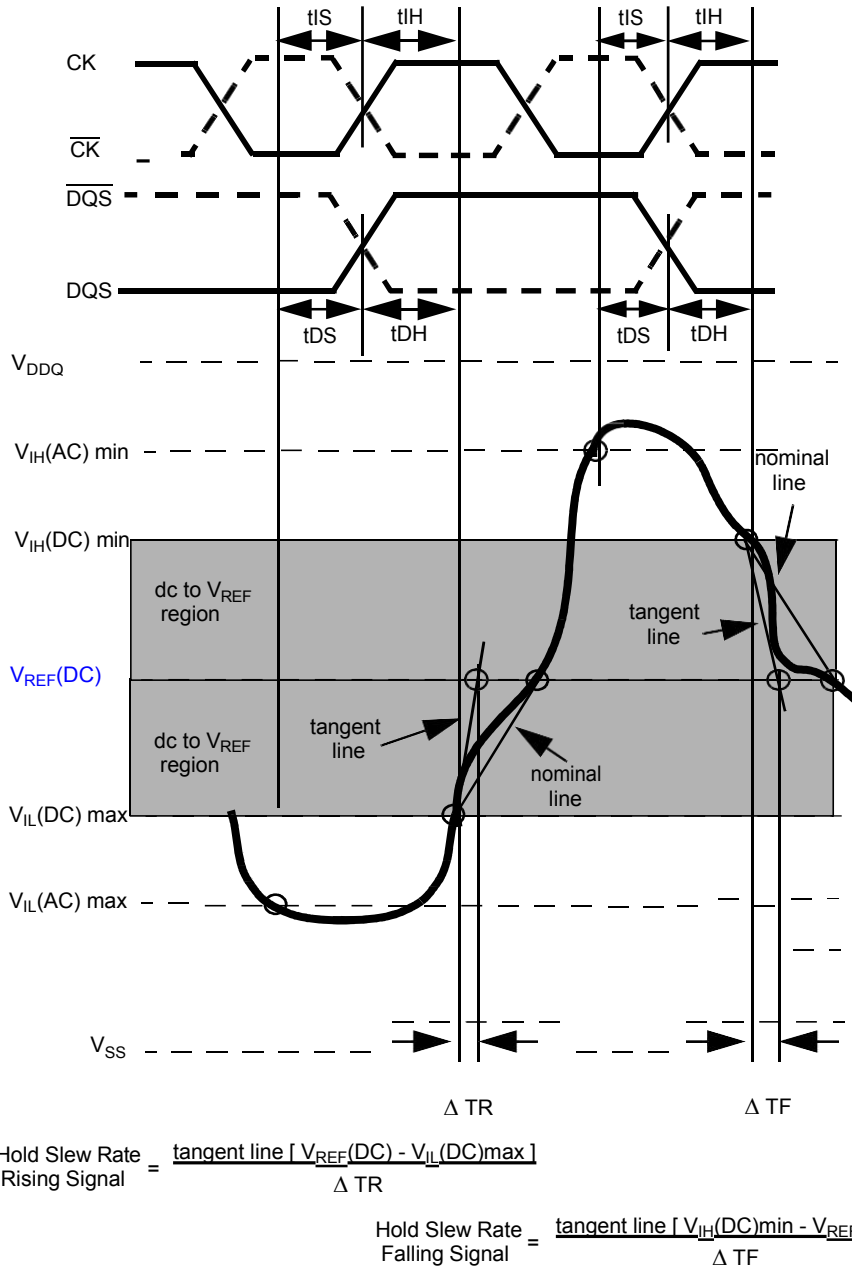 tIS tIH tIS tIH
CK
CK
DQS
DQS
tDS tDH tDS tDH
VDDQ
VIH(AC) min
nominal
line
VIH(DC) min
dc to VREF
region
tangent
line
VREF(DC)
tangent
line
dc to VREF
region
nominal
line
VIL(DC) max
VIL(AC) max
VSS
Δ TR Δ TF
Hold Slew Rate
Rising Signal = tangent line [ VREF(DC) - VIL(DC)max ]
Δ TR
Hold Slew Rate
Falling Signal = tangent line [ VIH(DC)min - VREF
Δ TF